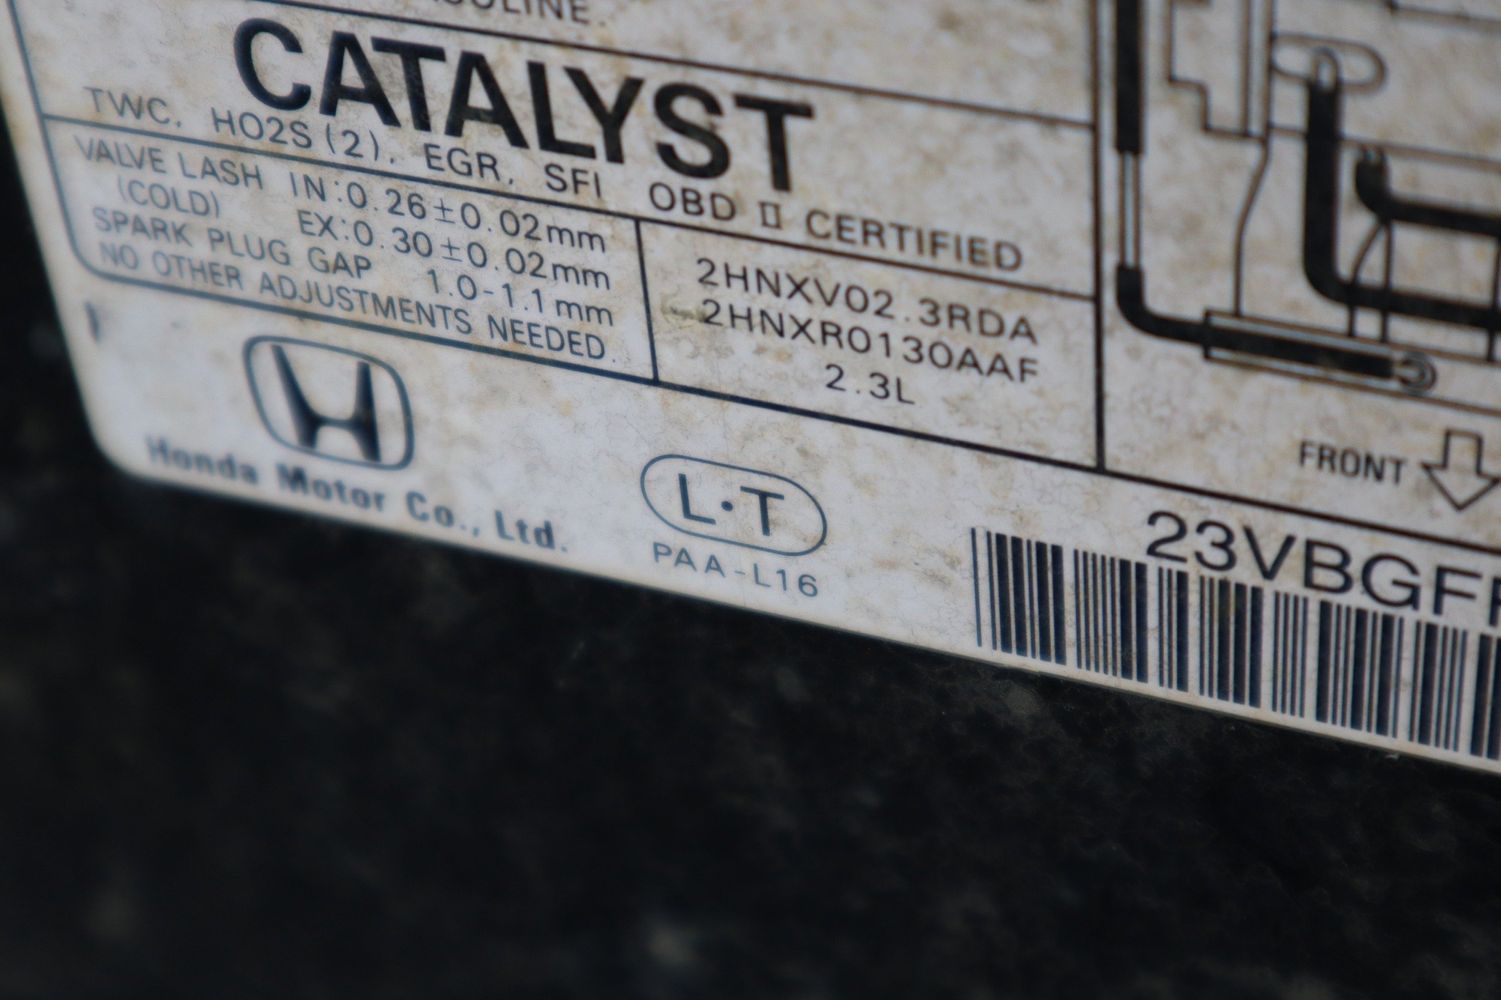 CATALYST
TWC, HO2S(2), EGR, SFI OBD Ⅱ CERTIFIED
VALVE LASH IN:0.26±0.02mm
(COLD) EX:0.30±0.02mm
SPARK PLUG GAP 1.0-1.1mm
NO OTHER ADJUSTMENTS NEEDED.
2HNXV02.3RDA
2HNXR0130AAF
2.3L
FRONT
Honda Motor Co., Ltd.
L·T
PAA-L16
23VBGF